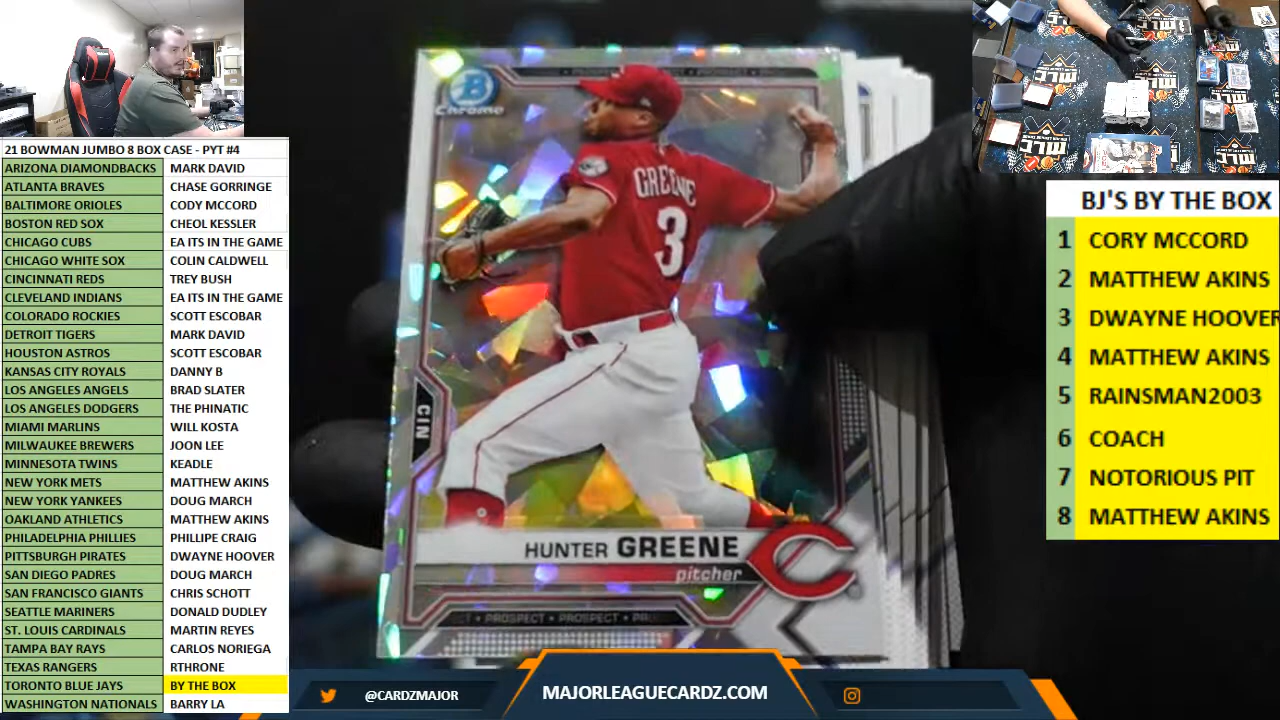 21 BOWMAN JUMBO 8 BOX CASE - PYT #4
ARIZONA DIAMONDBACKS MARK DAVID
ATLANTA BRAVES CHASE GORRINGE
BALTIMORE ORIOLES CODY MCCORD
BOSTON RED SOX CHEOL KESSLER
CHICAGO CUBS EA ITS IN THE GAME
CHICAGO WHITE SOX COLIN CALDWELL
CINCINNATI REDS TREY BUSH
CLEVELAND INDIANS EA ITS IN THE GAME
COLORADO ROCKIES SCOTT ESCOBAR
DETROIT TIGERS MARK DAVID
HOUSTON ASTROS SCOTT ESCOBAR
KANSAS CITY ROYALS DANNY B
LOS ANGELES ANGELS BRAD SLATER
LOS ANGELES DODGERS THE PHINATIC
MIAMI MARLINS WILL KOSTA
MILWAUKEE BREWERS JOON LEE
MINNESOTA TWINS KEADLE
NEW YORK METS MATTHEW AKINS
NEW YORK YANKEES DOUG MARCH
OAKLAND ATHLETICS MATTHEW AKINS
PHILADELPHIA PHILLIES PHILLIPE CRAIG
PITTSBURGH PIRATES DWAYNE HOOVER
SAN DIEGO PADRES DOUG MARCH
SAN FRANCISCO GIANTS CHRIS SCHOTT
SEATTLE MARINERS DONALD DUDLEY
ST. LOUIS CARDINALS MARTIN REYES
TAMPA BAY RAYS CARLOS NORIEGA
TEXAS RANGERS RTHRONE
TORONTO BLUE JAYS BY THE BOX
WASHINGTON NATIONALS BARRY LA
B
Chrome
GREENE
3
CIN
HUNTER GREENE
pitcher
PROSPECT • PROSPECT
C
@CARDZMAJOR
MAJORLEAGUECARDZ.COM
MLC
BJ'S BY THE BOX
1 CORY MCCORD
2 MATTHEW AKINS
3 DWAYNE HOOVER
4 MATTHEW AKINS
5 RAINSMAN2003
6 COACH
7 NOTORIOUS PIT
8 MATTHEW AKINS